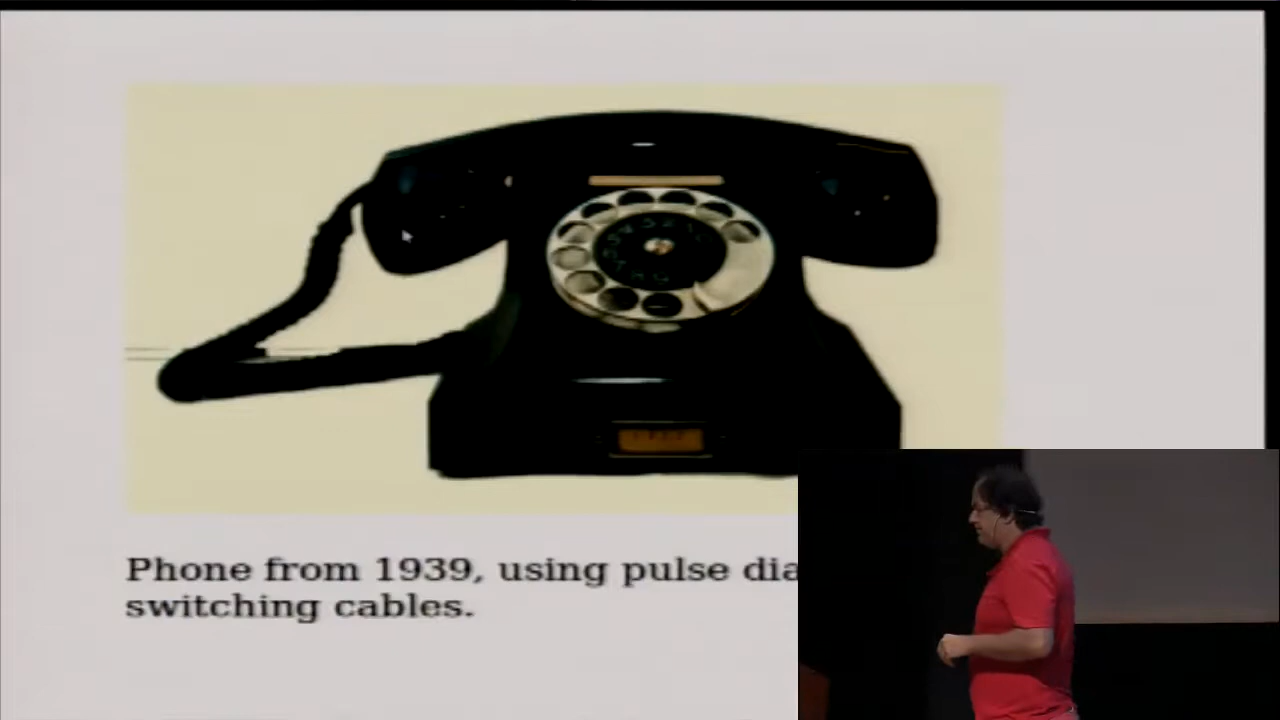 Phone from 1939, using pulse dia
switching cables.